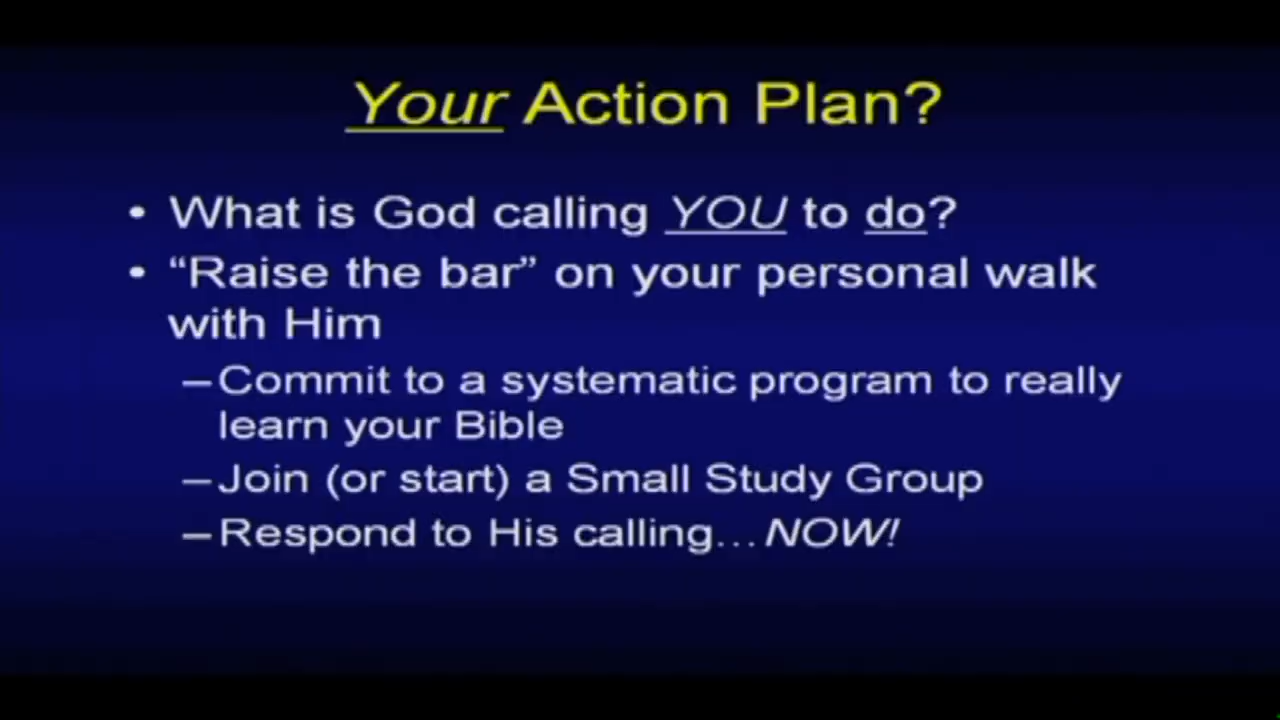 Your Action Plan?
• What is God calling YOU to do?
• “Raise the bar” on your personal walk
with Him
– Commit to a systematic program to really
learn your Bible
– Join (or start) a Small Study Group
– Respond to His calling…NOW!